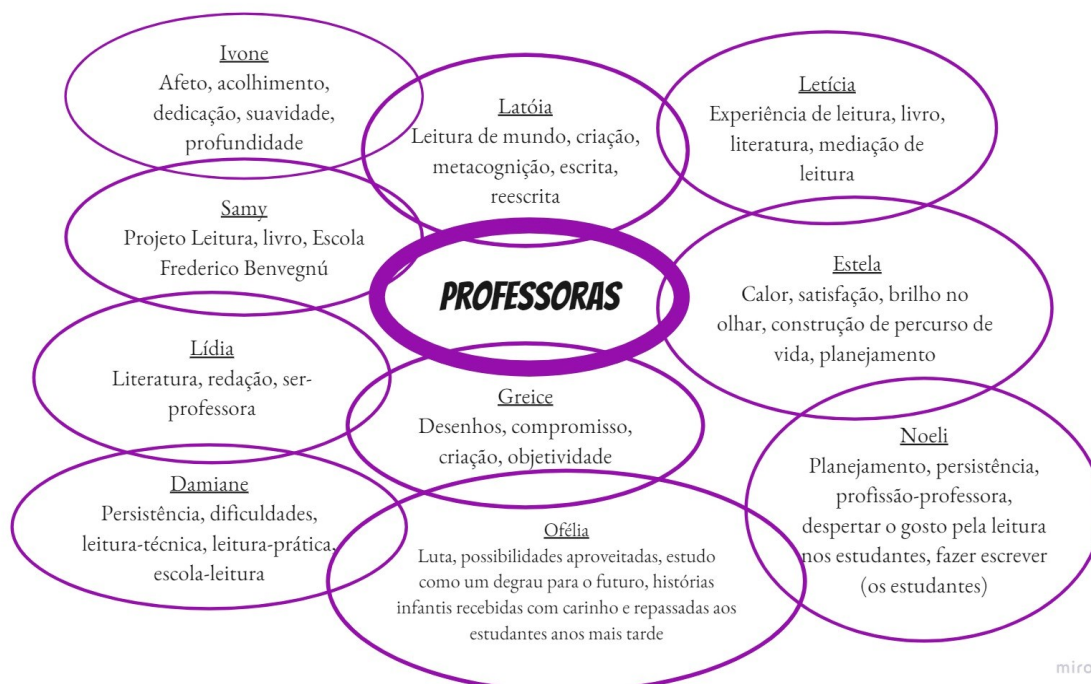 Ivone
Afeto, acolhimento,
dedicação, suavidade,
profundidade
Latóia
Leitura de mundo, criação,
metacognição, escrita,
reescrita
Letícia
Experiência de leitura, livro,
literatura, mediação de
leitura
Samy
Projeto Leitura, livro, Escola
Frederico Benvegnú
PROFESSORAS
Estela
Calor, satisfação, brilho no
olhar, construção de percurso de
vida, planejamento
Lídia
Literatura, redação, ser-
professora
Greice
Desenhos, compromisso,
criação, objetividade
Noeli
Planejamento, persistência,
profissão-professora,
despertar o gosto pela leitura
nos estudantes, fazer escrever
(os estudantes)
Damiane
Persistência, dificuldades,
leitura-técnica, leitura-prática,
escola-leitura
Ofélia
Luta, possibilidades aproveitadas, estudo
como um degrau para o futuro, histórias
infantis recebidas com carinho e repassadas aos
estudantes anos mais tarde
miro